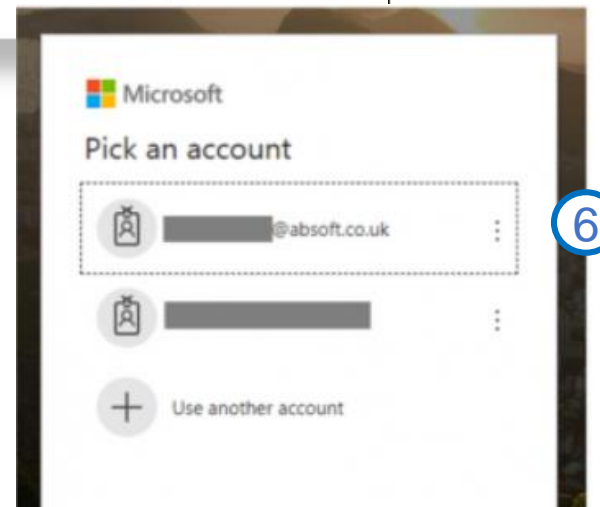 Microsoft
Pick an account
@absoft.co.uk
6
Use another account